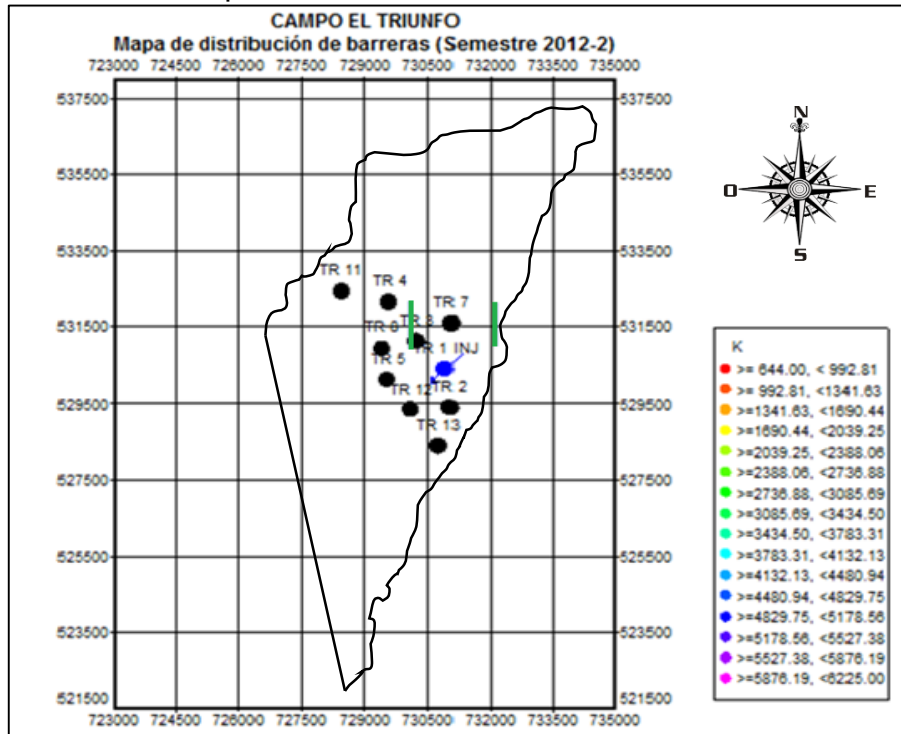 CAMPO EL TRIUNFO
Mapa de distribución de barreras (Semestre 2012-2)
723000 724500 726000 727500 729000 730500 732000 733500 735000
537500 537500
535500 535500
533500 533500
TR 11 TR 4
TR 7
531500 531500
TR 8 TR 3
TR 1 INJ
TR 5
TR 12 TR 2
529500 529500
TR 13
527500 527500
525500 525500
523500 523500
521500 521500
723000 724500 726000 727500 729000 730500 732000 733500 735000
N
O E
S
K
>= 644.00, < 992.81
>= 992.81, <1341.63
>=1341.63, <1690.44
>=1690.44, <2039.25
>=2039.25, <2388.06
>=2388.06, <2736.88
>=2736.88, <3085.69
>=3085.69, <3434.50
>=3434.50, <3783.31
>=3783.31, <4132.13
>=4132.13, <4480.94
>=4480.94, <4829.75
>=4829.75, <5178.56
>=5178.56, <5527.38
>=5527.38, <5876.19
>=5876.19, <6225.00